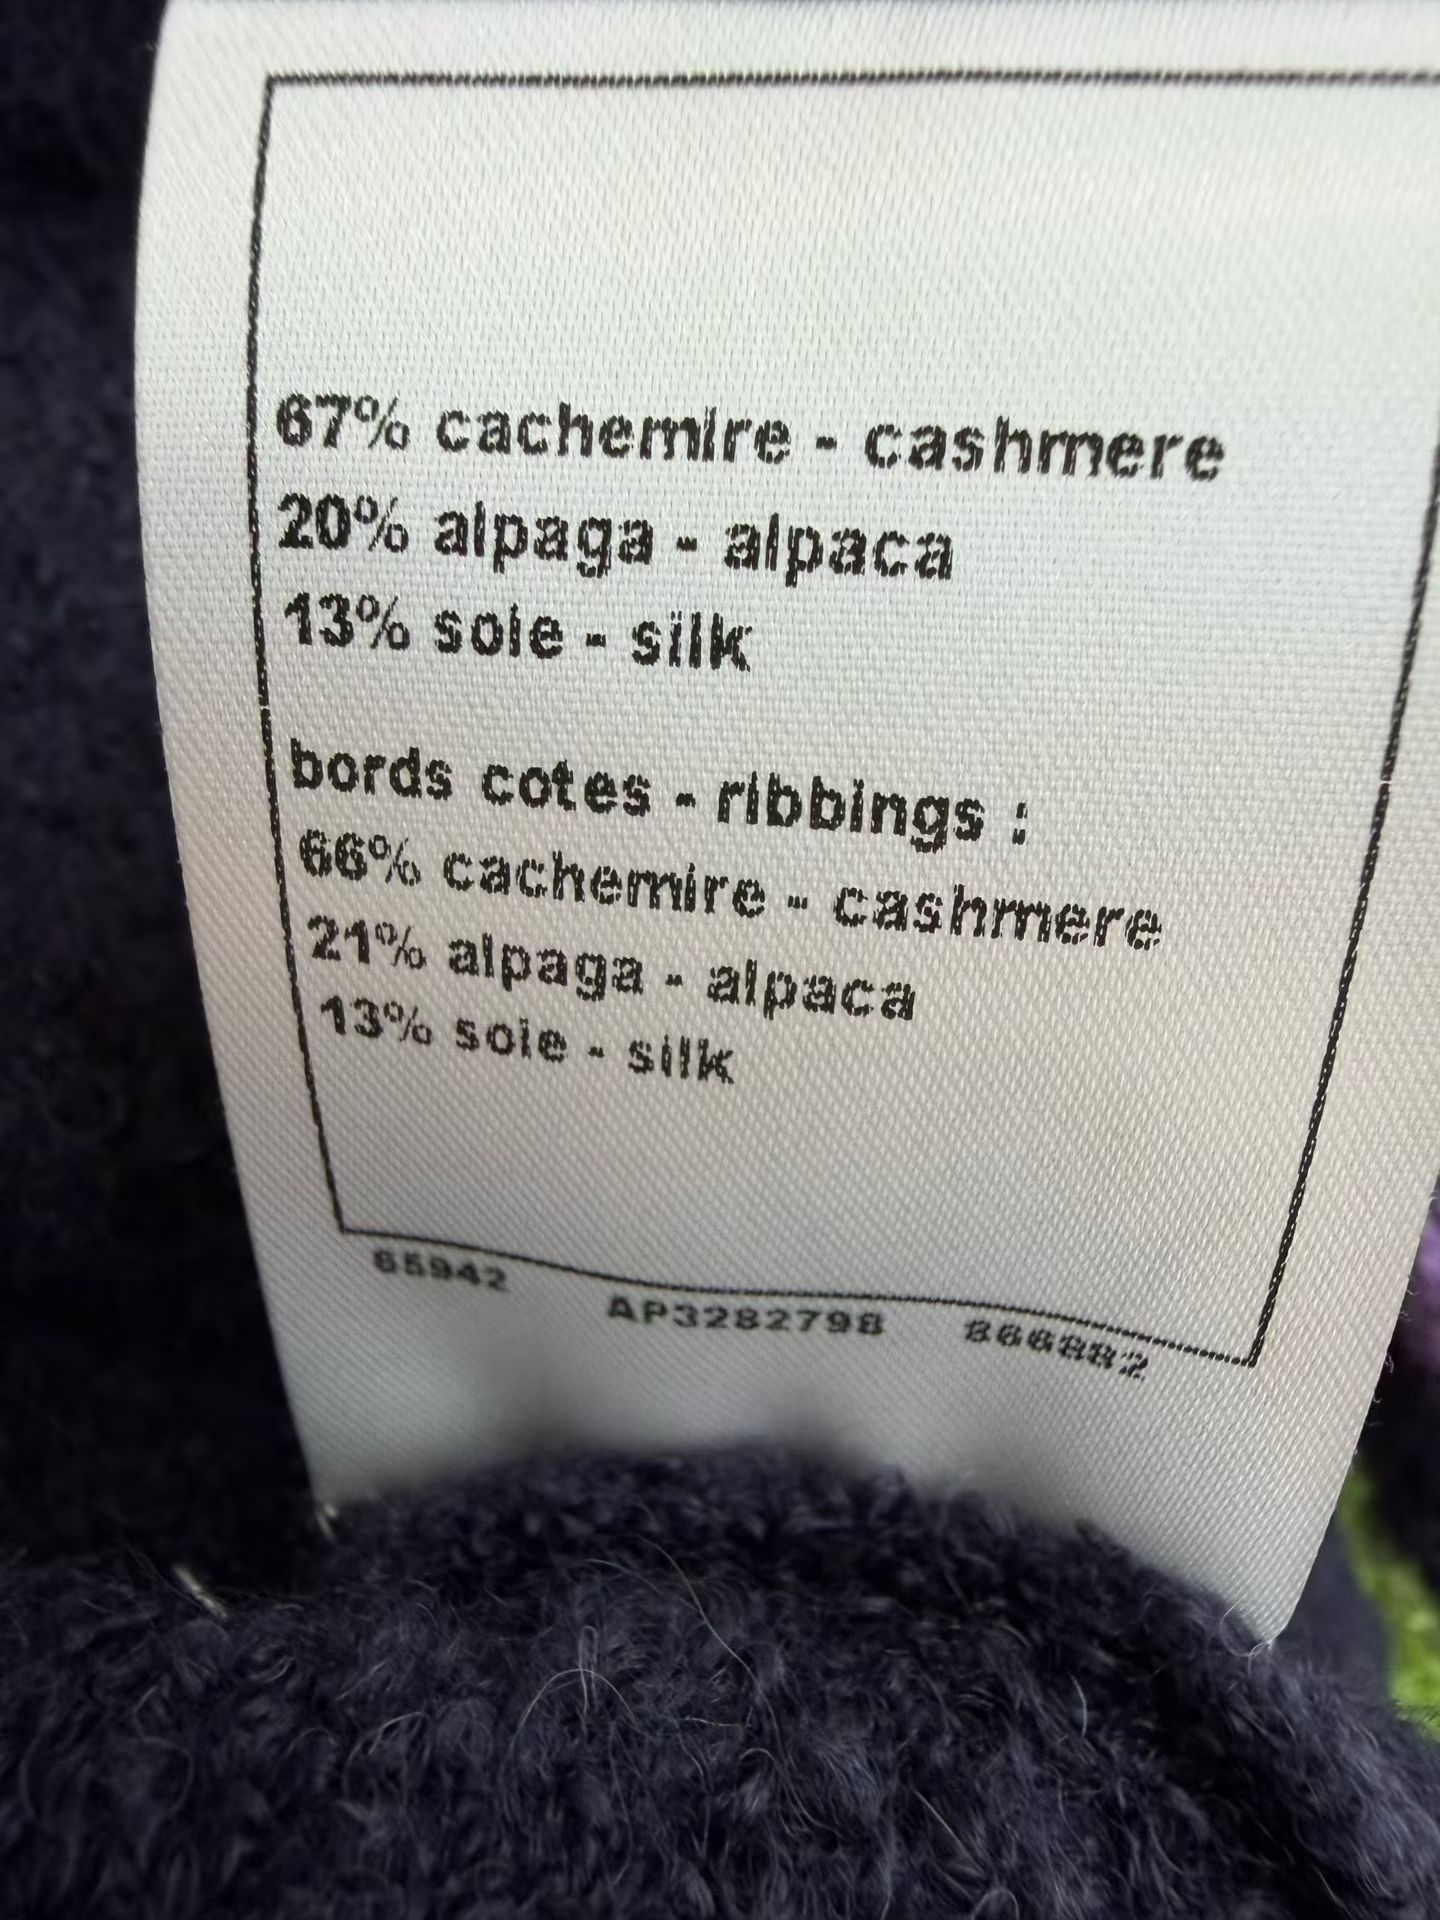 67% cachemire - cashmere
20% alpaga - alpaca
13% soie - silk
bords cotes - ribbings :
66% cachemire - cashmere
21% alpaga - alpaca
13% soie - silk
65942 AP3282798 866882